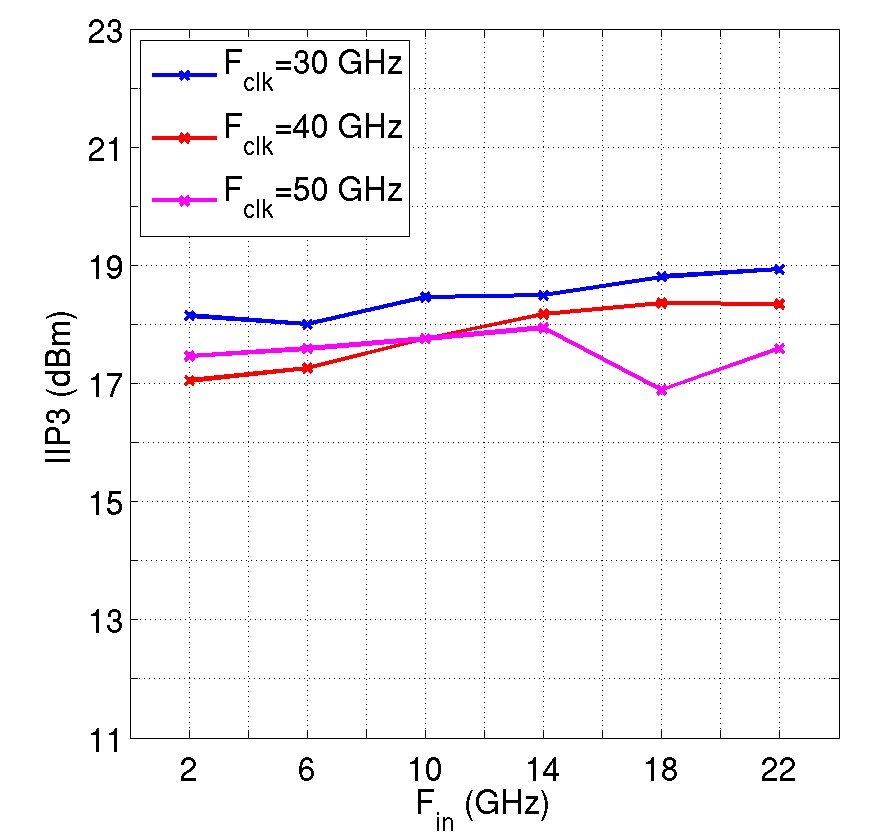 23
21
19
17
15
13
11
IIP3 (dBm)
F_clk=30 GHz
F_clk=40 GHz
F_clk=50 GHz
2 6 10 14 18 22
F_in (GHz)